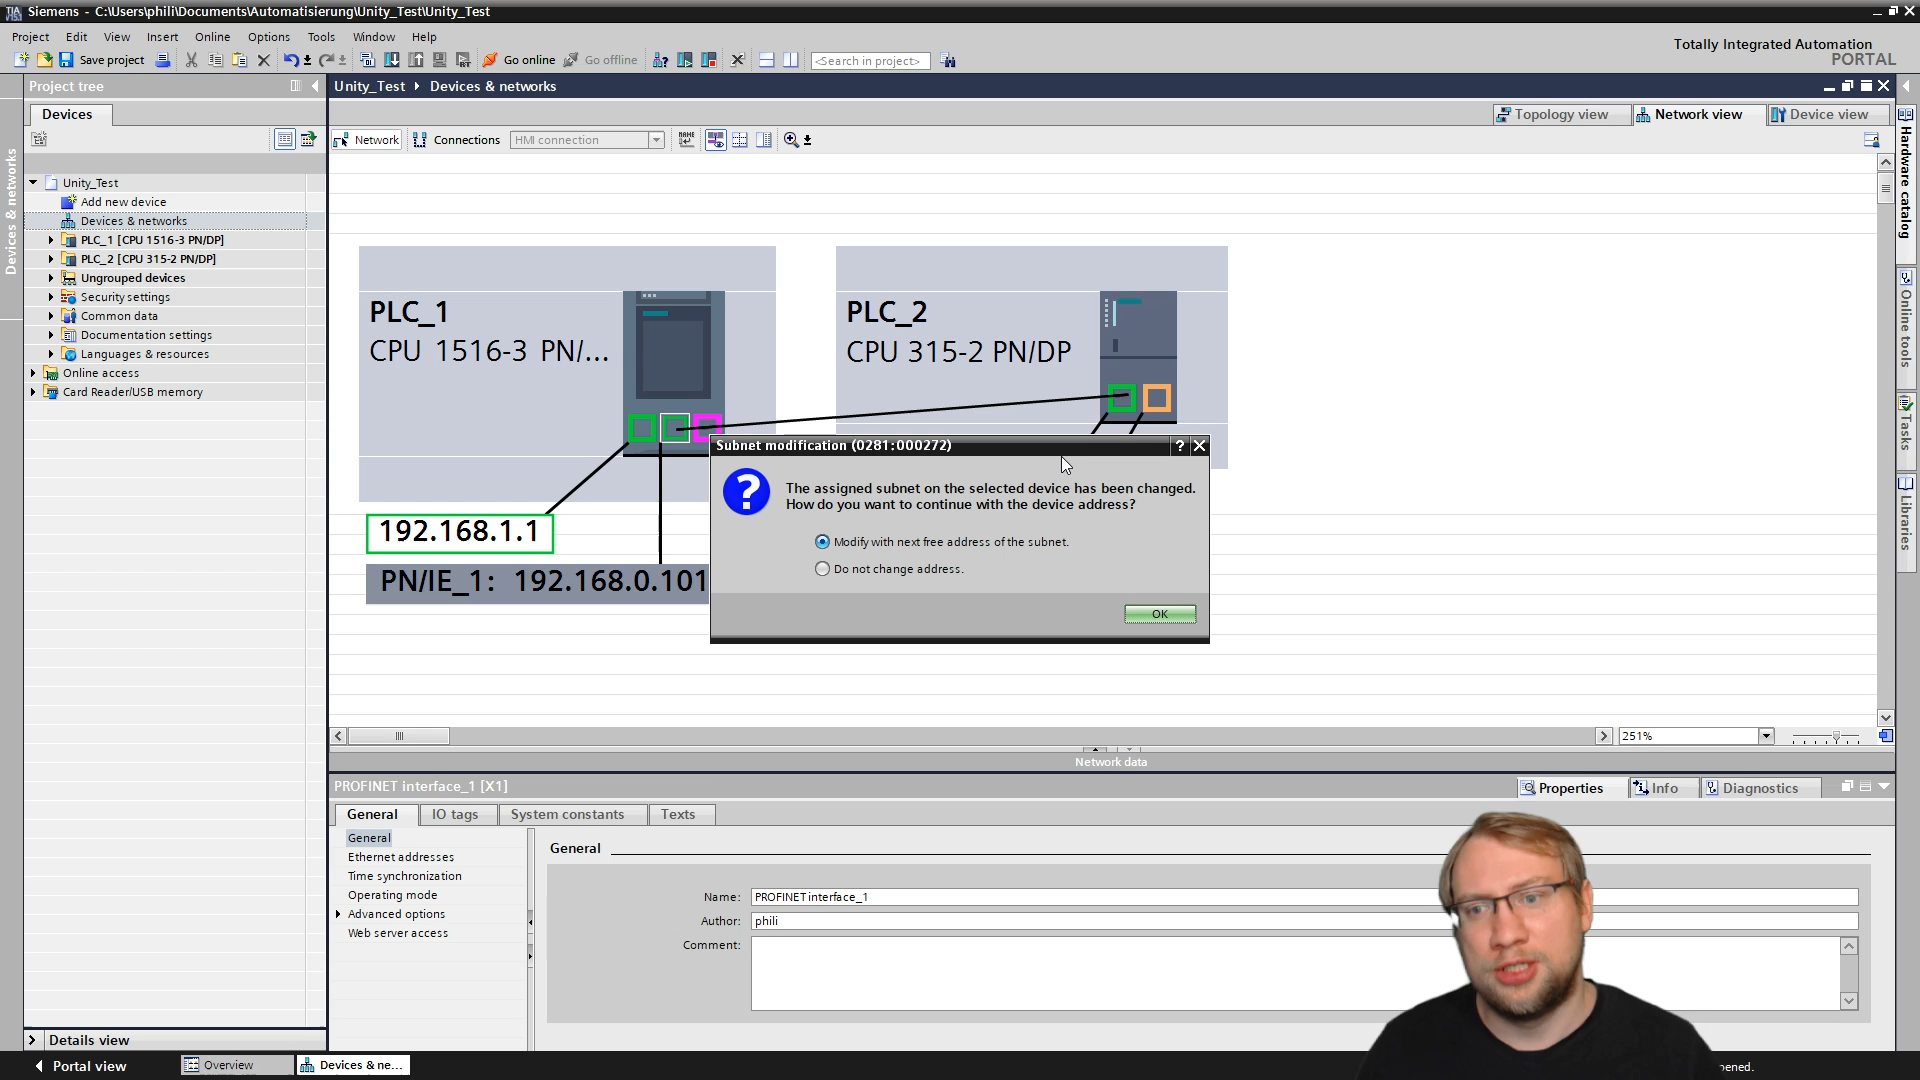 Siemens - C:\Users\phili\Documents\Automatisierung\Unity_Test\Unity_Test
Project Edit View Insert Online Options Tools Window Help
Totally Integrated Automation
PORTAL
Save project
Go online
Go offline
<Search in project>
Project tree
Unity_Test Devices & networks
Devices
Topology view
Network view
Device view
Network
Connections
HMI connection
Unity_Test
Add new device
Devices & networks
PLC_1 [CPU 1516-3 PN/DP]
PLC_2 [CPU 315-2 PN/DP]
Ungrouped devices
Security settings
Common data
Documentation settings
Languages & resources
Online access
Card Reader/USB memory
Devices & networks
PLC_1
CPU 1516-3 PN/...
PLC_2
CPU 315-2 PN/DP
192.168.1.1
PN/IE_1: 192.168.0.101
Subnet modification (0281:000272)
The assigned subnet on the selected device has been changed.
How do you want to continue with the device address?
Modify with next free address of the subnet.
Do not change address.
OK
Hardware catalog
Online tools
Tasks
Libraries
251%
Network data
PROFINET interface_1 [X1]
Properties
Info
Diagnostics
General
IO tags
System constants
Texts
General
Ethernet addresses
Time synchronization
Operating mode
Advanced options
Web server access
General
Name:
PROFINET interface_1
Author:
phili
Comment:
Details view
Portal view
Overview
Devices & ne...